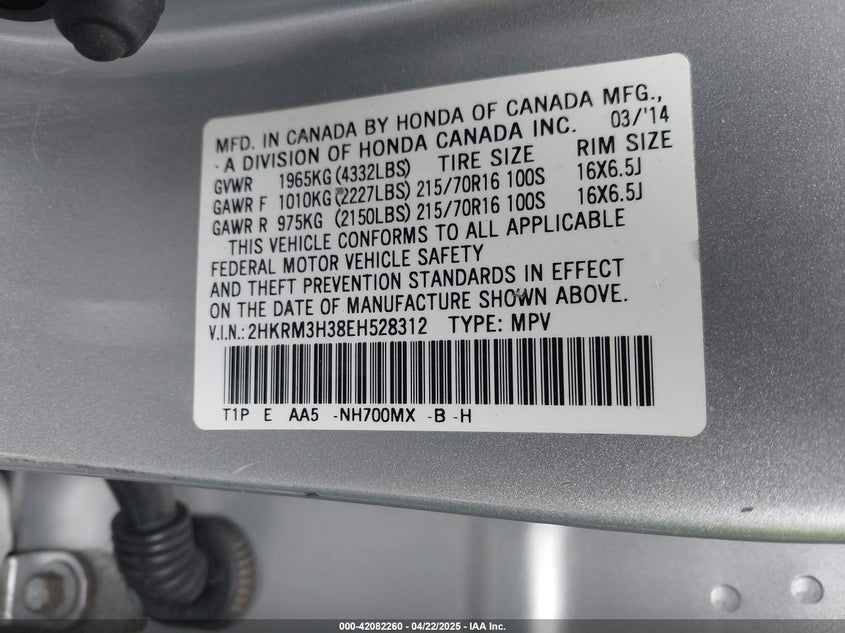 MFD. IN CANADA BY HONDA OF CANADA MFG.,
- A DIVISION OF HONDA CANADA INC. 03/'14
GVWR 1965KG (4332LBS) TIRE SIZE RIM SIZE
GAWR F 1010KG (2227LBS) 215/70R16 100S 16X6.5J
GAWR R 975KG (2150LBS) 215/70R16 100S 16X6.5J
THIS VEHICLE CONFORMS TO ALL APPLICABLE
FEDERAL MOTOR VEHICLE SAFETY
AND THEFT PREVENTION STANDARDS IN EFFECT
ON THE DATE OF MANUFACTURE SHOWN ABOVE.
V.I.N.: 2HKRM3H38EH528312 TYPE: MPV
T1P E AA5 -NH700MX -B -H
000-42082260 - 04/22/2025 - IAA Inc.